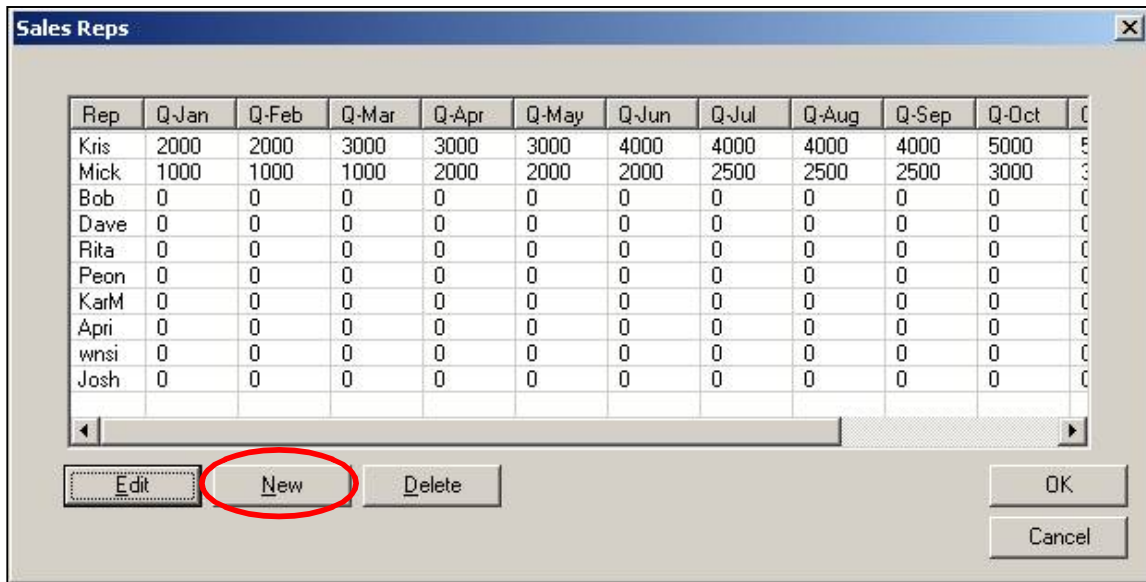 Sales Reps
Rep Q-Jan Q-Feb Q-Mar Q-Apr Q-May Q-Jun Q-Jul Q-Aug Q-Sep Q-Oct
Kris 2000 2000 3000 3000 3000 4000 4000 4000 4000 5000
Mick 1000 1000 1000 2000 2000 2000 2500 2500 2500 3000
Bob 0 0 0 0 0 0 0 0 0 0
Dave 0 0 0 0 0 0 0 0 0 0
Rita 0 0 0 0 0 0 0 0 0 0
Peon 0 0 0 0 0 0 0 0 0 0
KarM 0 0 0 0 0 0 0 0 0 0
Apri 0 0 0 0 0 0 0 0 0 0
wnsi 0 0 0 0 0 0 0 0 0 0
Josh 0 0 0 0 0 0 0 0 0 0
Edit New Delete OK
Cancel